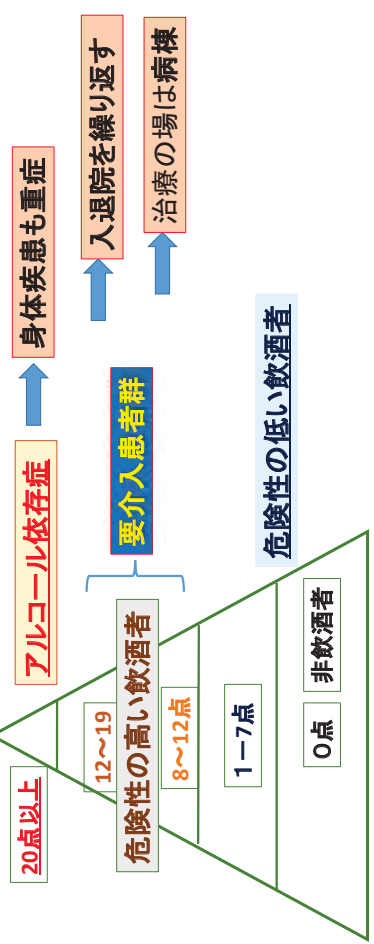 20点以上
アルコール依存症
身体疾患も重症
12～19
危険性の高い飲酒者
8～12点
要介入患者群
入退院を繰り返す
治療の場は病棟
1ー7点
危険性の低い飲酒者
0点
非飲酒者